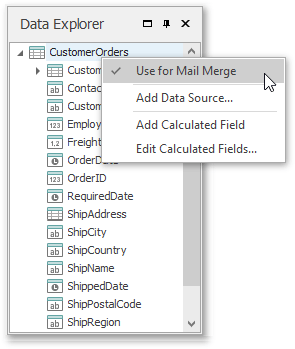 Data Explorer
CustomerOrders
Custom
Use for Mail Merge
Contac
Custom
Add Data Source...
Employ
Add Calculated Field
Freight
Edit Calculated Fields...
OrderDate
OrderID
RequiredDate
ShipAddress
ShipCity
ShipCountry
ShipName
ShippedDate
ShipPostalCode
ShipRegion